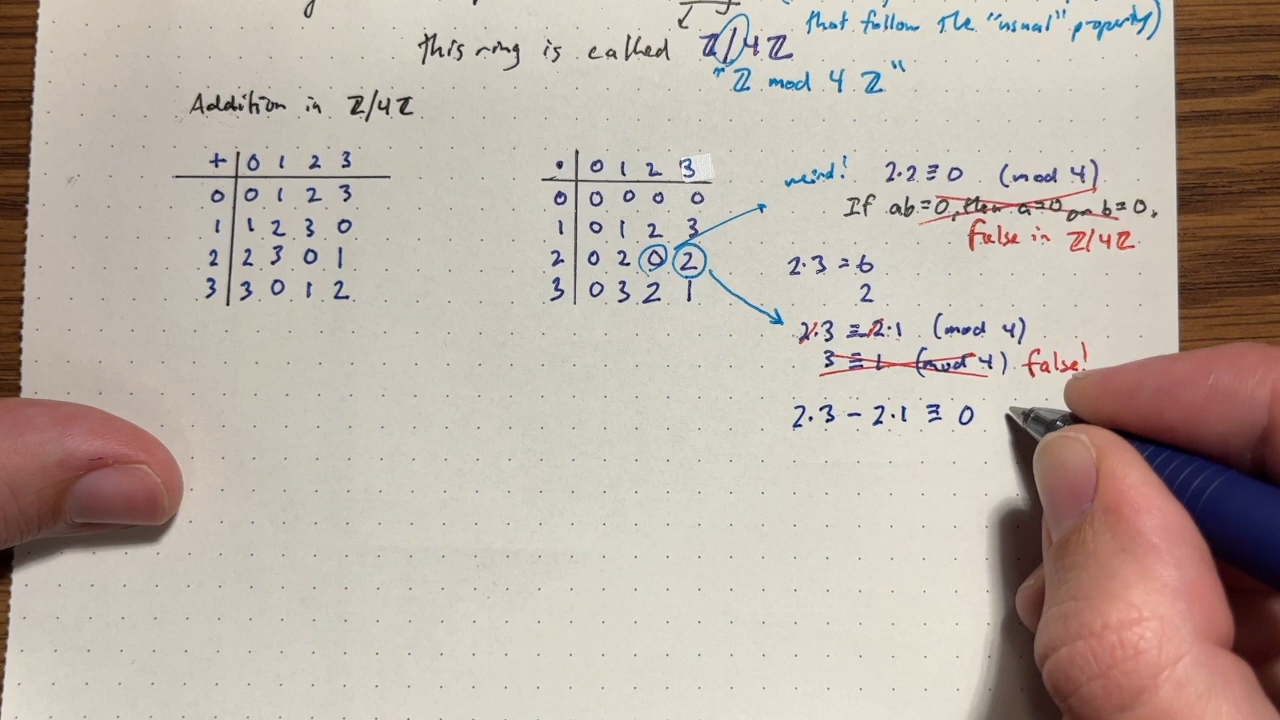 that follow the "usual" property)
this ring is called ℤ/4ℤ
"ℤ mod 4 ℤ"
Addition in ℤ/4ℤ
+ 0 1 2 3
0 0 1 2 3
1 1 2 3 0
2 2 3 0 1
3 3 0 1 2
· 0 1 2 3
0 0 0 0 0
1 0 1 2 3
2 0 2 0 2
3 0 3 2 1
weird! 2·2 ≡ 0 (mod 4)
If ab=0, then a=0 or b=0,
false in ℤ/4ℤ
2·3 = 6
2
2·3 ≡ 2·1 (mod 4)
3 ≡ 1 (mod 4) false!
2·3 - 2·1 ≡ 0